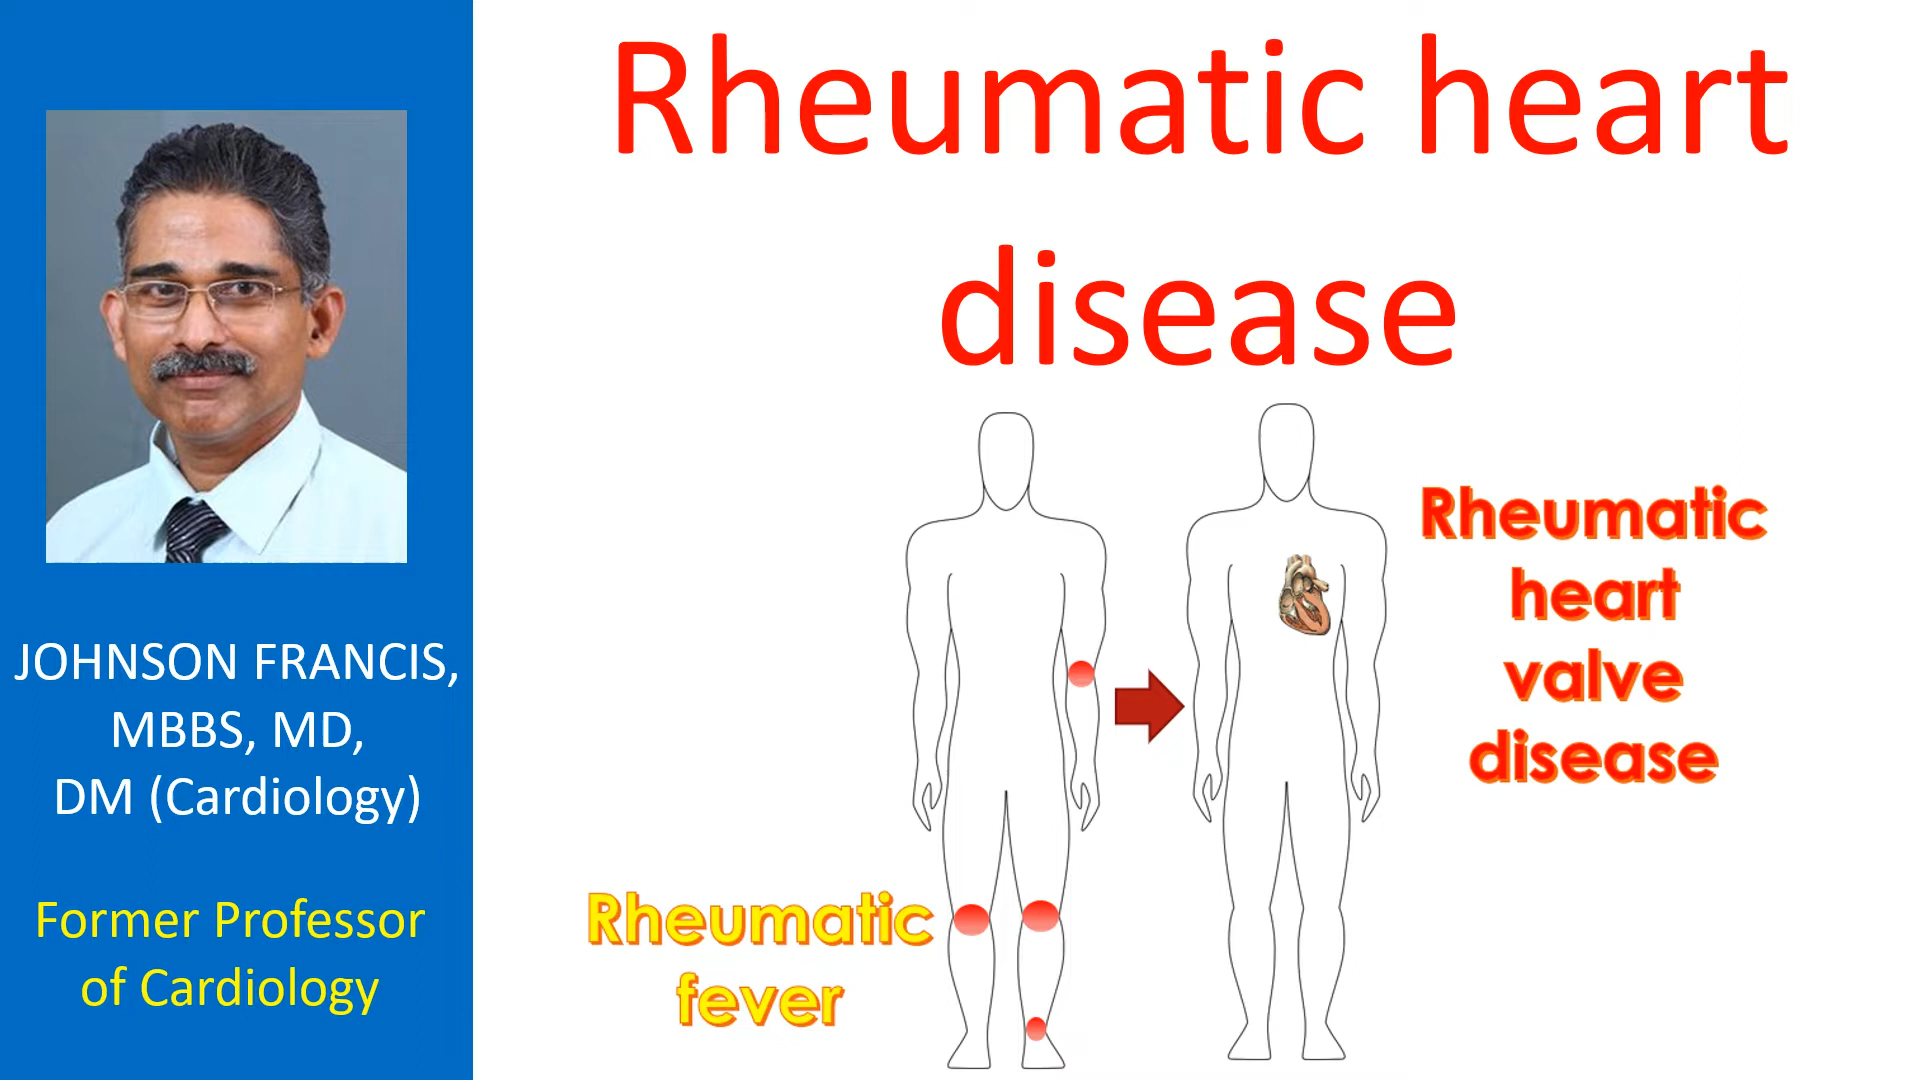 Rheumatic heart
disease
JOHNSON FRANCIS,
MBBS, MD,
DM (Cardiology)
Former Professor
of Cardiology
Rheumatic
fever
Rheumatic
heart
valve
disease